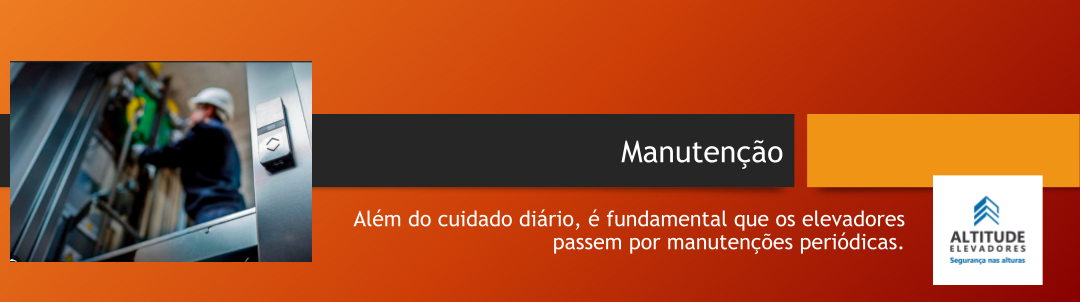 Manutenção
Além do cuidado diário, é fundamental que os elevadores
passem por manutenções periódicas.
ALTITUDE
ELEVADORES
Segurança nas alturas